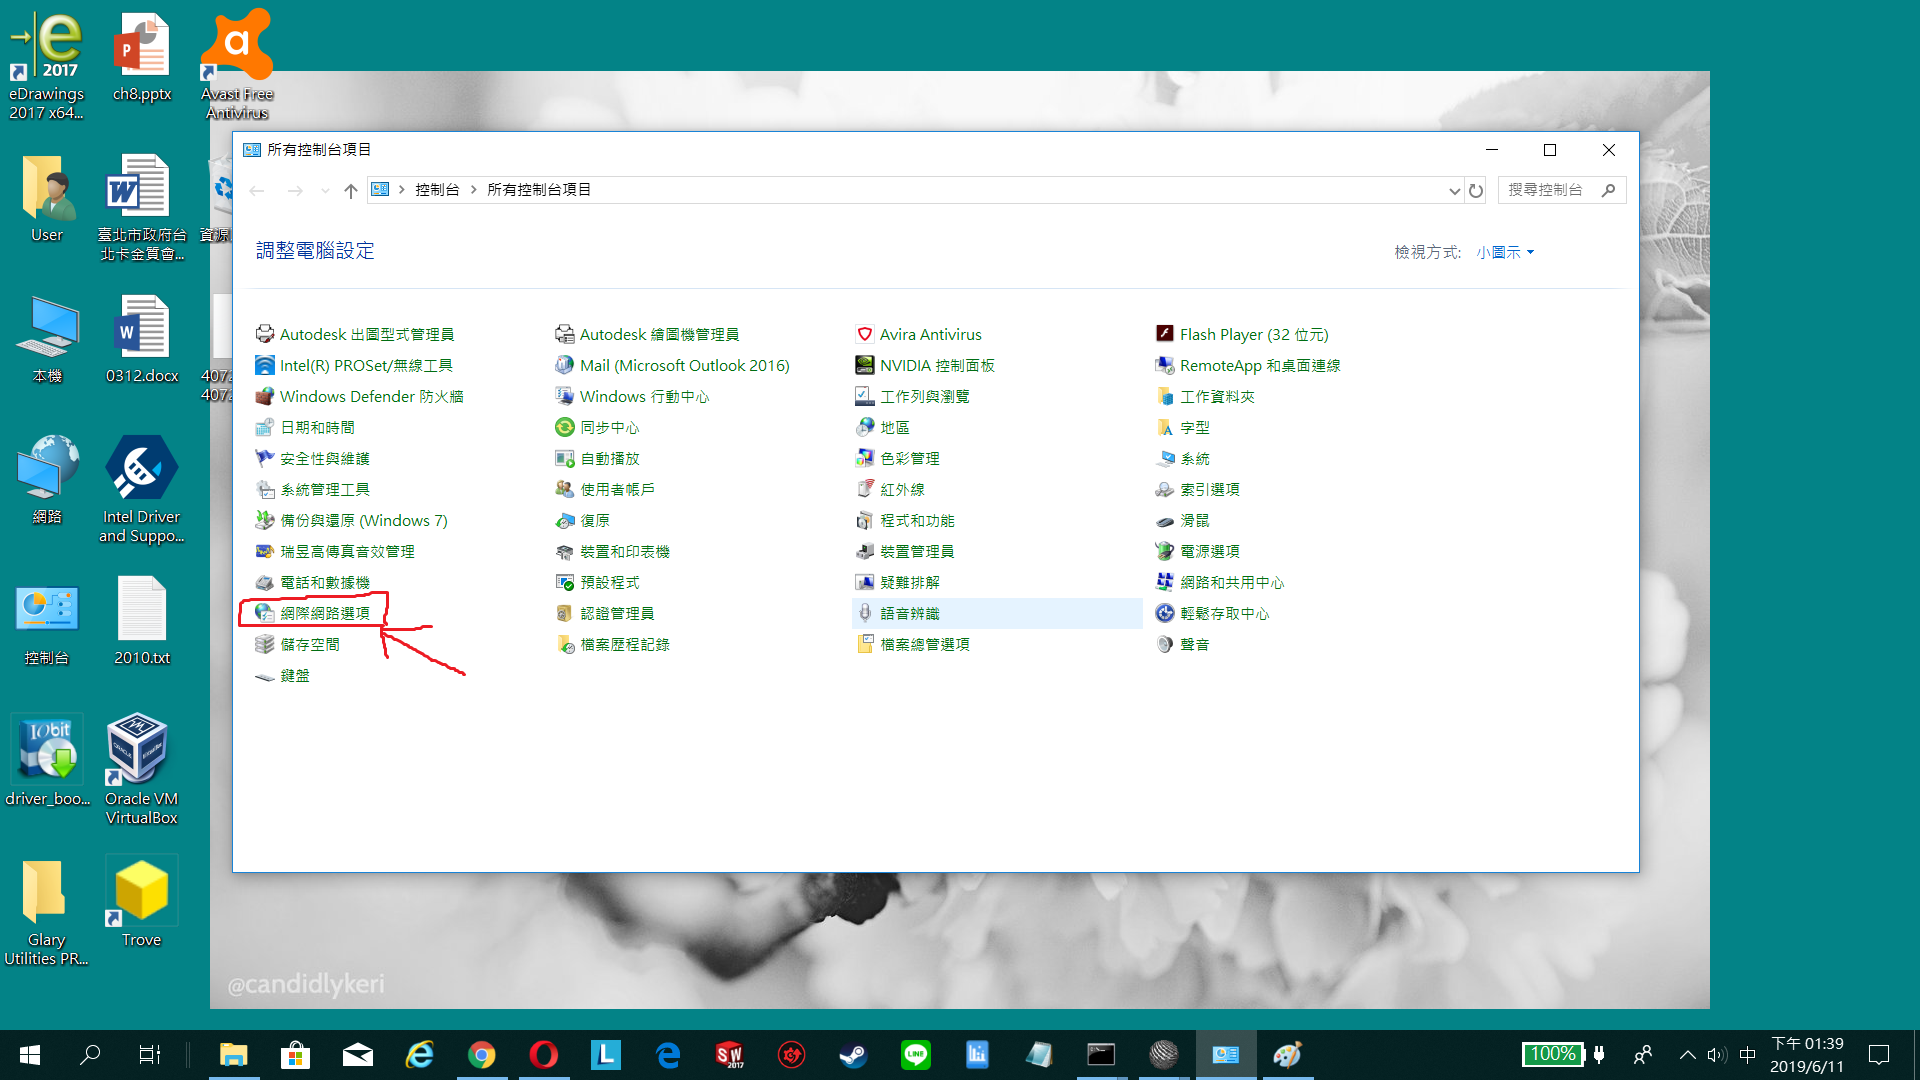 eDrawings
2017 x64...
ch8.pptx
Avast Free
Antivirus
User
臺北市政府台
北卡金質會...
本機
0312.docx
網路
Intel Driver
and Suppo...
控制台
2010.txt
driver_boo...
Oracle VM
VirtualBox
Glary
Utilities PR...
Trove
所有控制台項目
控制台
所有控制台項目
搜尋控制台
調整電腦設定
檢視方式: 小圖示
Autodesk 出圖型式管理員
Autodesk 繪圖機管理員
Avira Antivirus
Flash Player (32 位元)
Intel(R) PROSet/無線工具
Mail (Microsoft Outlook 2016)
NVIDIA 控制面板
RemoteApp 和桌面連線
Windows Defender 防火牆
Windows 行動中心
工作列與瀏覽
工作資料夾
日期和時間
同步中心
地區
字型
安全性與維護
自動播放
色彩管理
系統
系統管理工具
使用者帳戶
紅外線
索引選項
備份與還原 (Windows 7)
復原
程式和功能
滑鼠
瑞昱高傳真音效管理
裝置和印表機
裝置管理員
電源選項
電話和數據機
預設程式
疑難排解
網路和共用中心
網際網路選項
認證管理員
語音辨識
輕鬆存取中心
儲存空間
檔案歷程記錄
檔案總管選項
聲音
鍵盤
@candidlykeri
100%
中
下午 01:39
2019/6/11